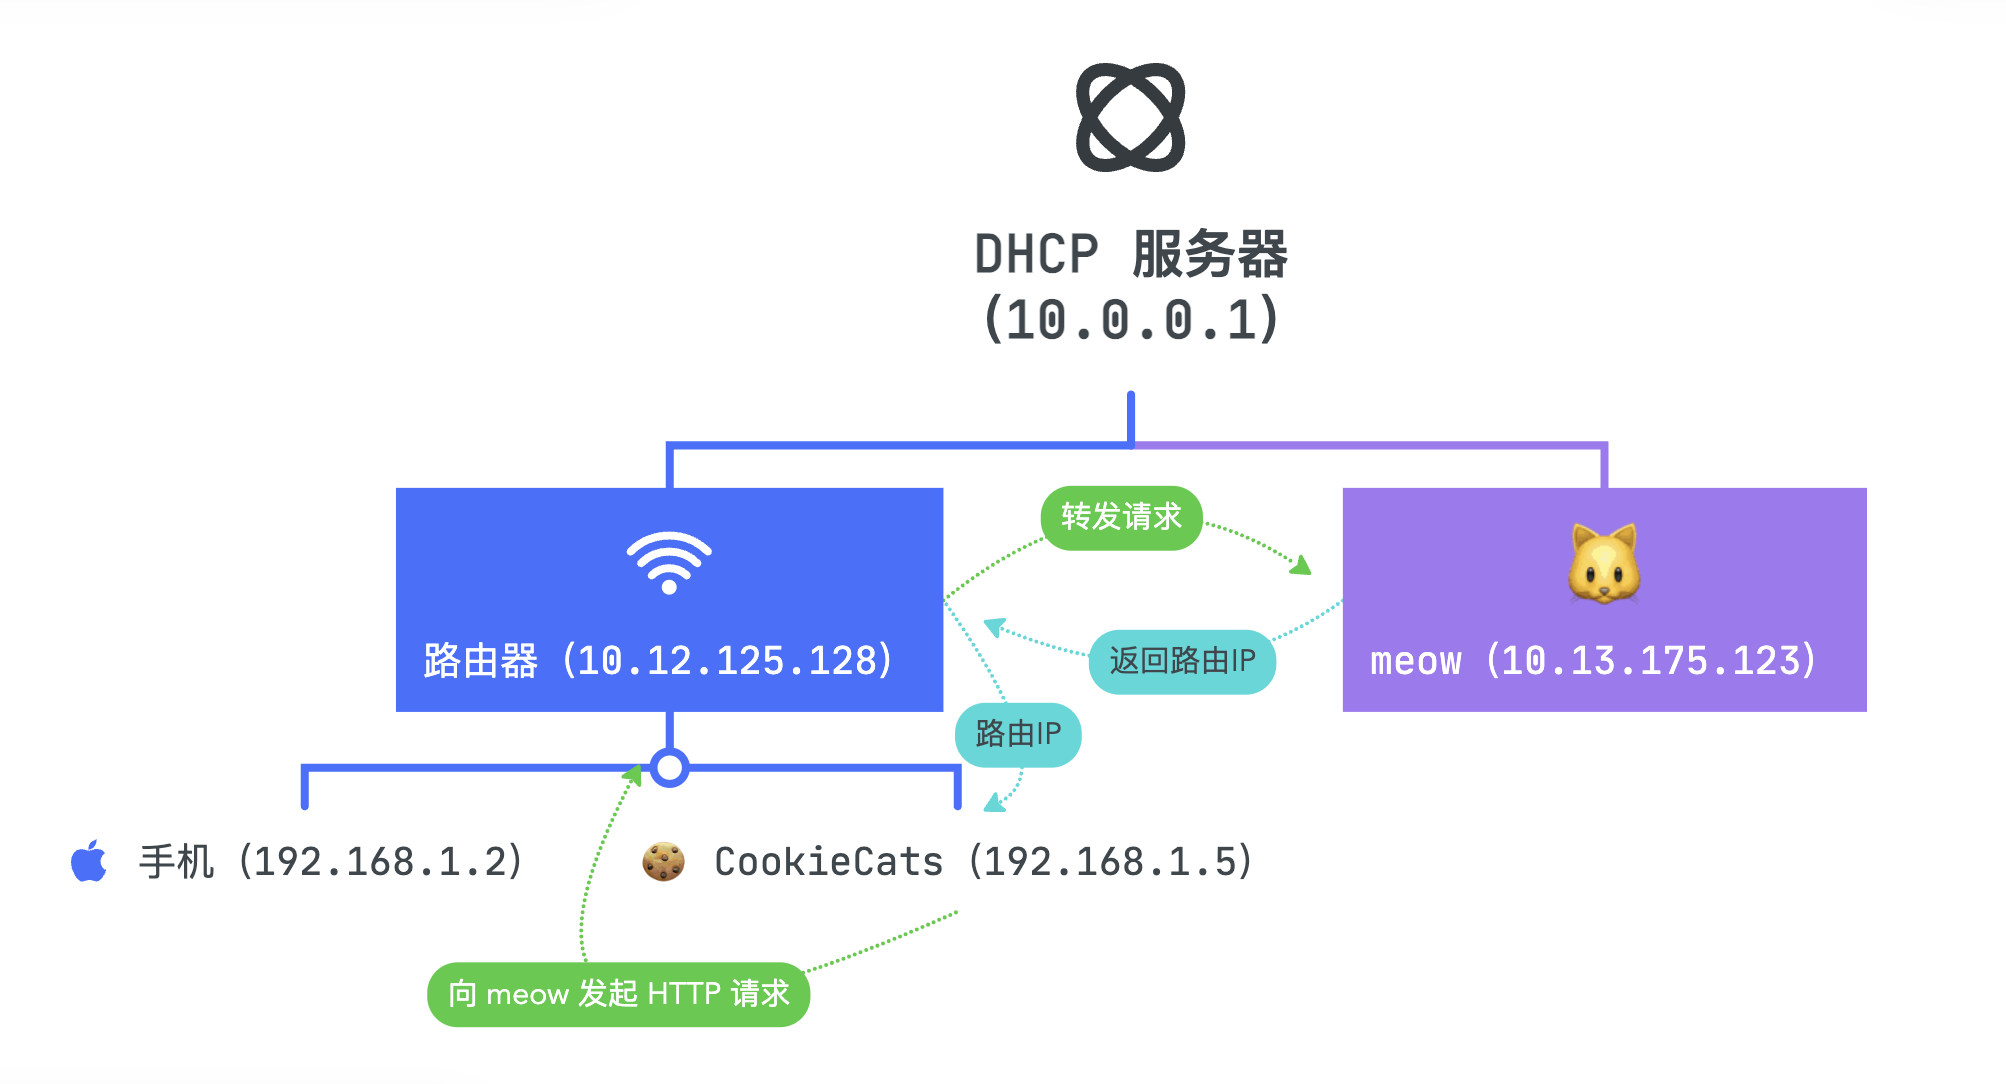 DHCP 服务器
(10.0.0.1)
转发请求
返回路由IP
路由器 (10.12.125.128)
meow (10.13.175.123)
路由IP
手机 (192.168.1.2)
CookieCats (192.168.1.5)
向 meow 发起 HTTP 请求